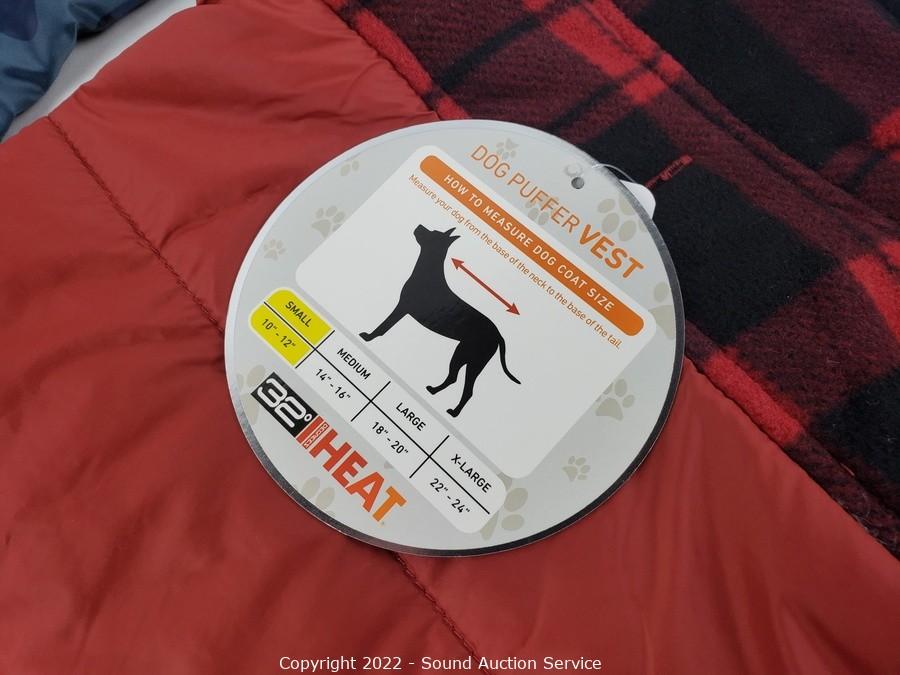 DOG PUFFER VEST
HOW TO MEASURE DOG COAT SIZE
Measure your dog from the base of the neck to the base of the tail.
SMALL
10" - 12"
MEDIUM
14" - 16"
LARGE
18" - 20"
X-LARGE
22" - 24"
32°
DEGREES
HEAT
Copyright 2022 - Sound Auction Service